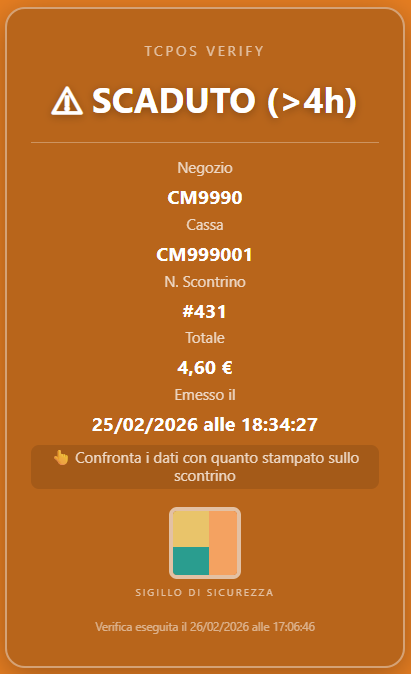 TCPOS VERIFY
⚠ SCADUTO (>4h)
Negozio
CM9990
Cassa
CM999001
N. Scontrino
#431
Totale
4,60 €
Emesso il
25/02/2026 alle 18:34:27
👆 Confronta i dati con quanto stampato sullo
scontrino
SIGILLO DI SICUREZZA
Verifica eseguita il 26/02/2026 alle 17:06:46